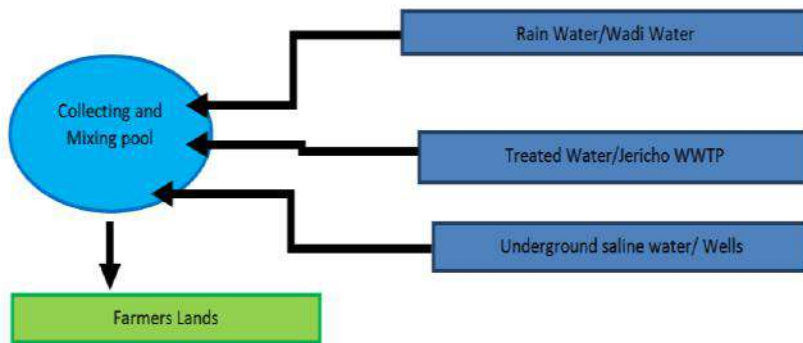 Rain Water/Wadi Water
Collecting and
Mixing pool
Treated Water/Jericho WWTP
Underground saline water/ Wells
Farmers Lands